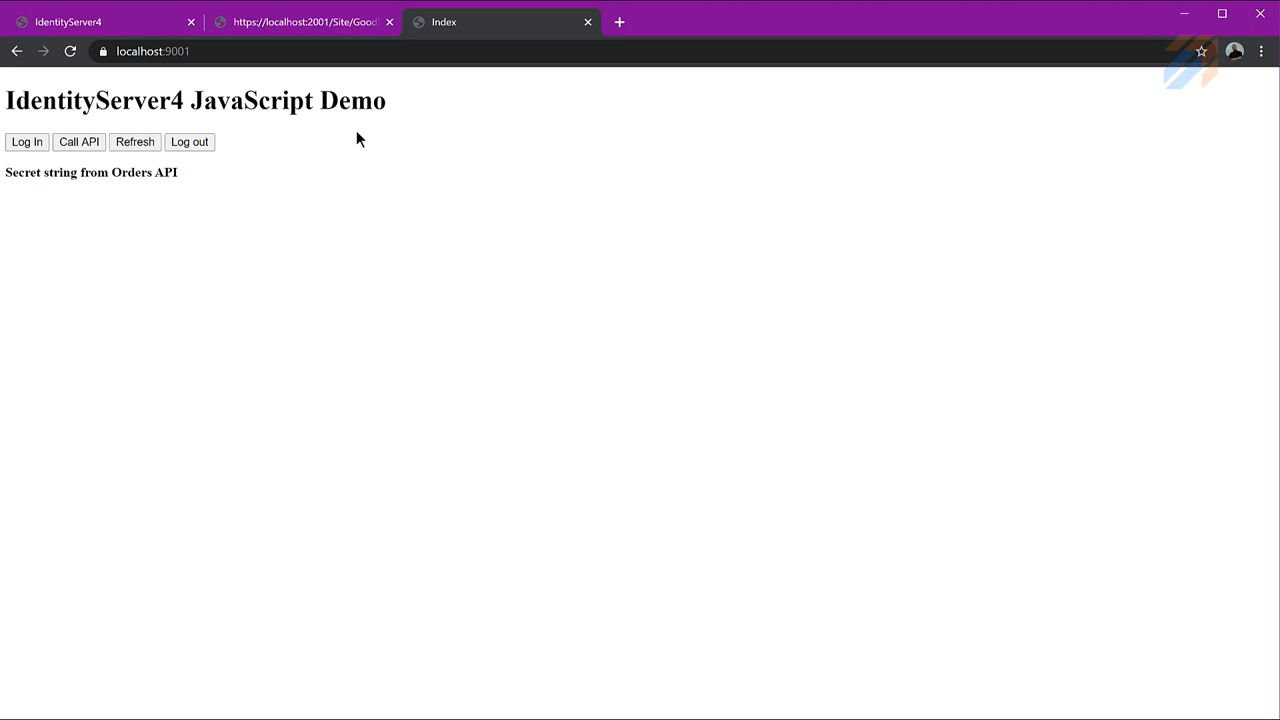 IdentityServer4
https://localhost:2001/Site/Good
Index
localhost:9001
IdentityServer4 JavaScript Demo
Log In
Call API
Refresh
Log out
Secret string from Orders API